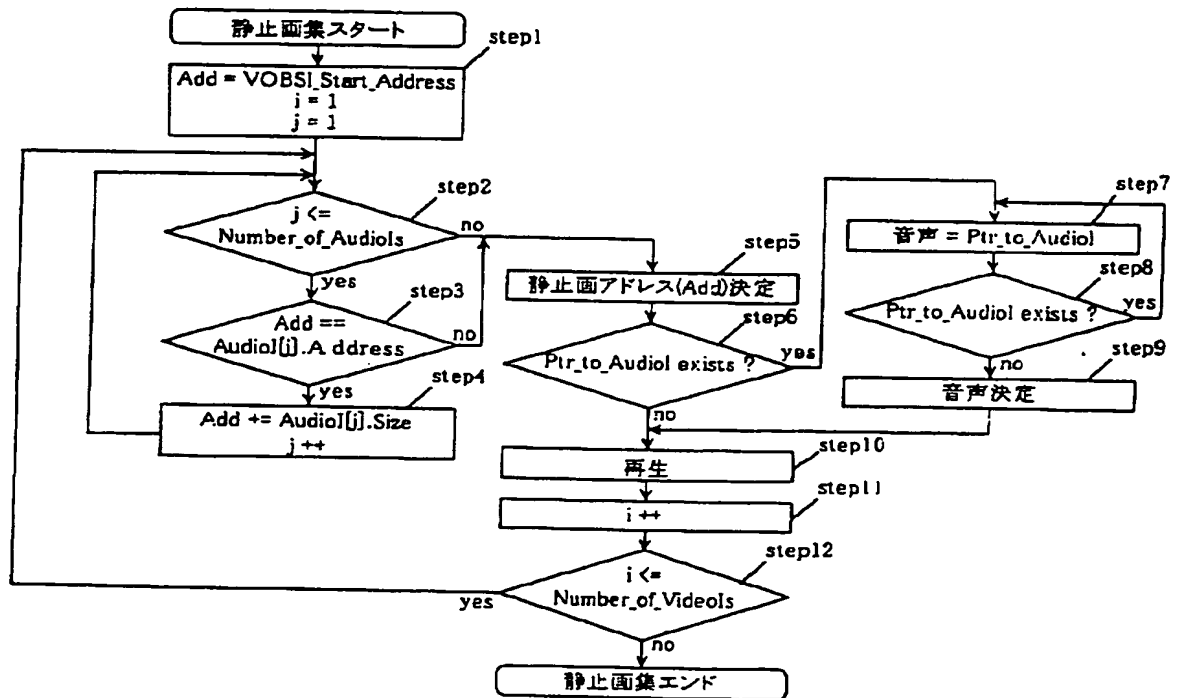 静止画集スタート
step1
Add = VOBSI_Start_Address
i = 1
j = 1
step2
j <=
Number_of_AudioIs
no
yes
step3
Add ==
AudioI[j].A ddress
no
yes
step4
Add += AudioI[j].Size
j ++
step5
静止画アドレス(Add)決定
step6
Ptr_to_AudioI exists ?
yes
no
step7
音声 = Ptr_to_AudioI
step8
Ptr_to_AudioI exists ?
yes
no
step9
音声決定
step10
再生
step11
i ++
step12
i <=
Number_of_VideoIs
yes
no
静止画集エンド